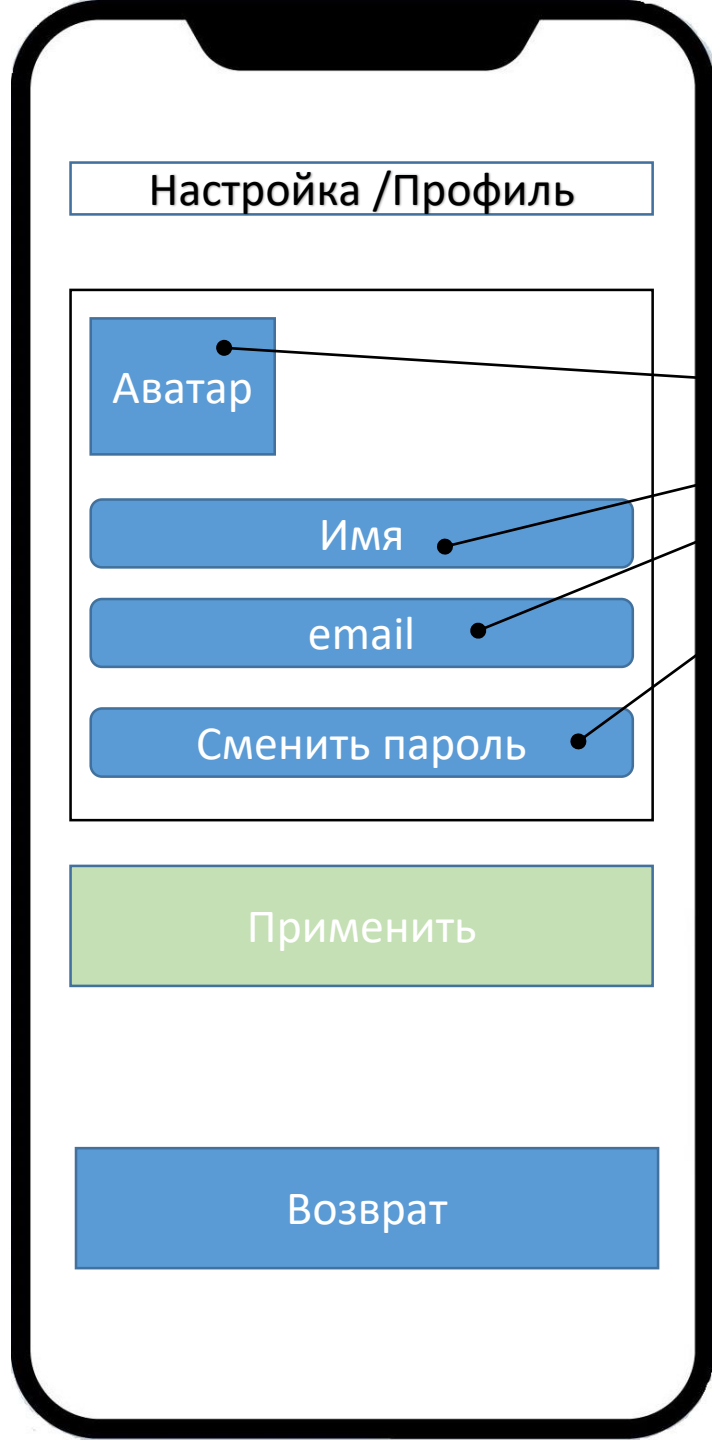 Настройка /Профиль
Аватар
Имя
email
Сменить пароль
Применить
Возврат